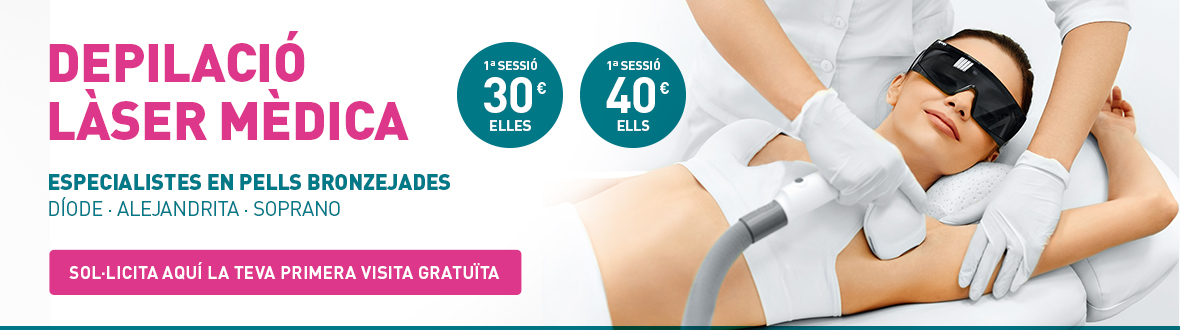 DEPILACIÓ
LÀSER MÈDICA
1ª SESSIÓ
30€
ELLES
1ª SESSIÓ
40€
ELLS
ESPECIALISTES EN PELLS BRONZEJADES
DÍODE · ALEJANDRITA · SOPRANO
SOL·LICITA AQUÍ LA TEVA PRIMERA VISITA GRATUÏTA